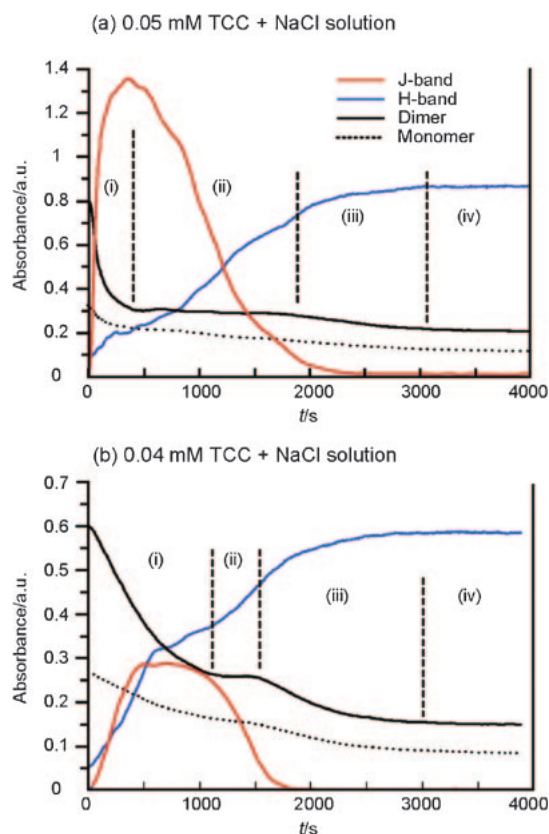 (a) 0.05 mM TCC + NaCl solution
1.4
J-band
H-band
1.2
Dimer
Monomer
1
(i)
(ii)
0.8
(iii)
(iv)
0.6
Absorbance/a.u.
0.4
0.2
0
0
1000
2000
3000
4000
t/s
(b) 0.04 mM TCC + NaCl solution
0.7
0.6
(i)
(ii)
(iii)
(iv)
0.5
0.4
Absorbance/a.u.
0.3
0.2
0.1
0
0
1000
2000
3000
4000
t/s